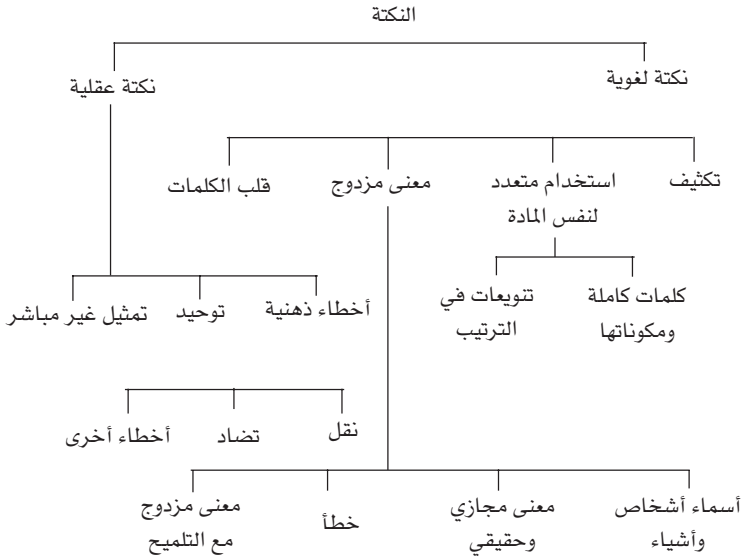 النكتة
نكتة لغوية
نكتة عقلية
تكثيف
استخدام متعدد
لنفس المادة
معنى مزدوج
قلب الكلمات
كلمات كاملة
ومكوناتها
تنويعات في
الترتيب
أخطاء ذهنية
توحيد
تمثيل غير مباشر
نقل
تضاد
أخطاء أخرى
أسماء أشخاص
وأشياء
معنى مجازي
وحقيقي
خطأ
معنى مزدوج
مع التلميح